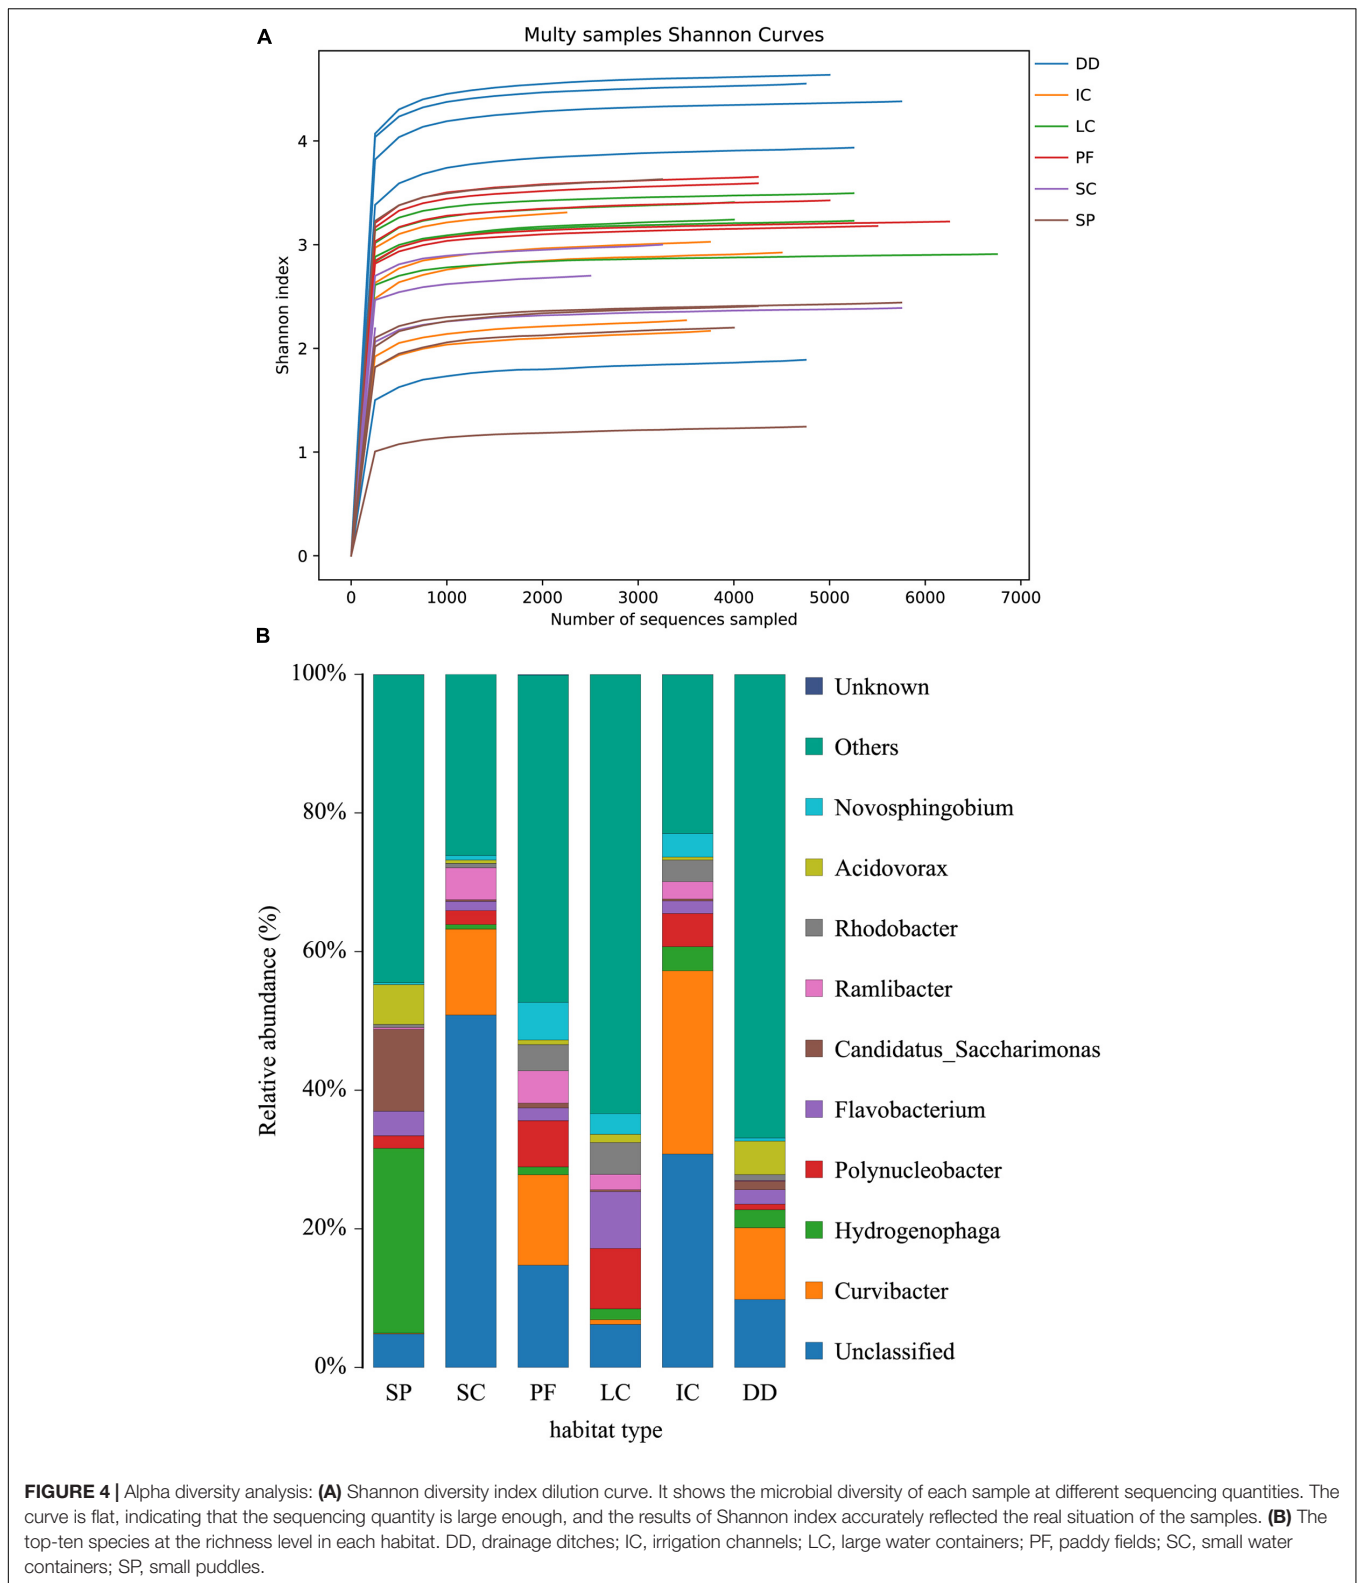 A
Multy samples Shannon Curves
DD
IC
LC
PF
SC
SP
4
3
2
1
0
Shannon index
0 1000 2000 3000 4000 5000 6000 7000
Number of sequences sampled
B
100%
80%
60%
40%
20%
0%
Relative abundance (%)
Unknown
Others
Novosphingobium
Acidovorax
Rhodobacter
Ramlibacter
Candidatus_Saccharimonas
Flavobacterium
Polynucleobacter
Hydrogenophaga
Curvibacter
Unclassified
SP SC PF LC IC DD
habitat type
FIGURE 4 | Alpha diversity analysis: (A) Shannon diversity index dilution curve. It shows the microbial diversity of each sample at different sequencing quantities. The
curve is flat, indicating that the sequencing quantity is large enough, and the results of Shannon index accurately reflected the real situation of the samples. (B) The
top-ten species at the richness level in each habitat. DD, drainage ditches; IC, irrigation channels; LC, large water containers; PF, paddy fields; SC, small water
containers; SP, small puddles.